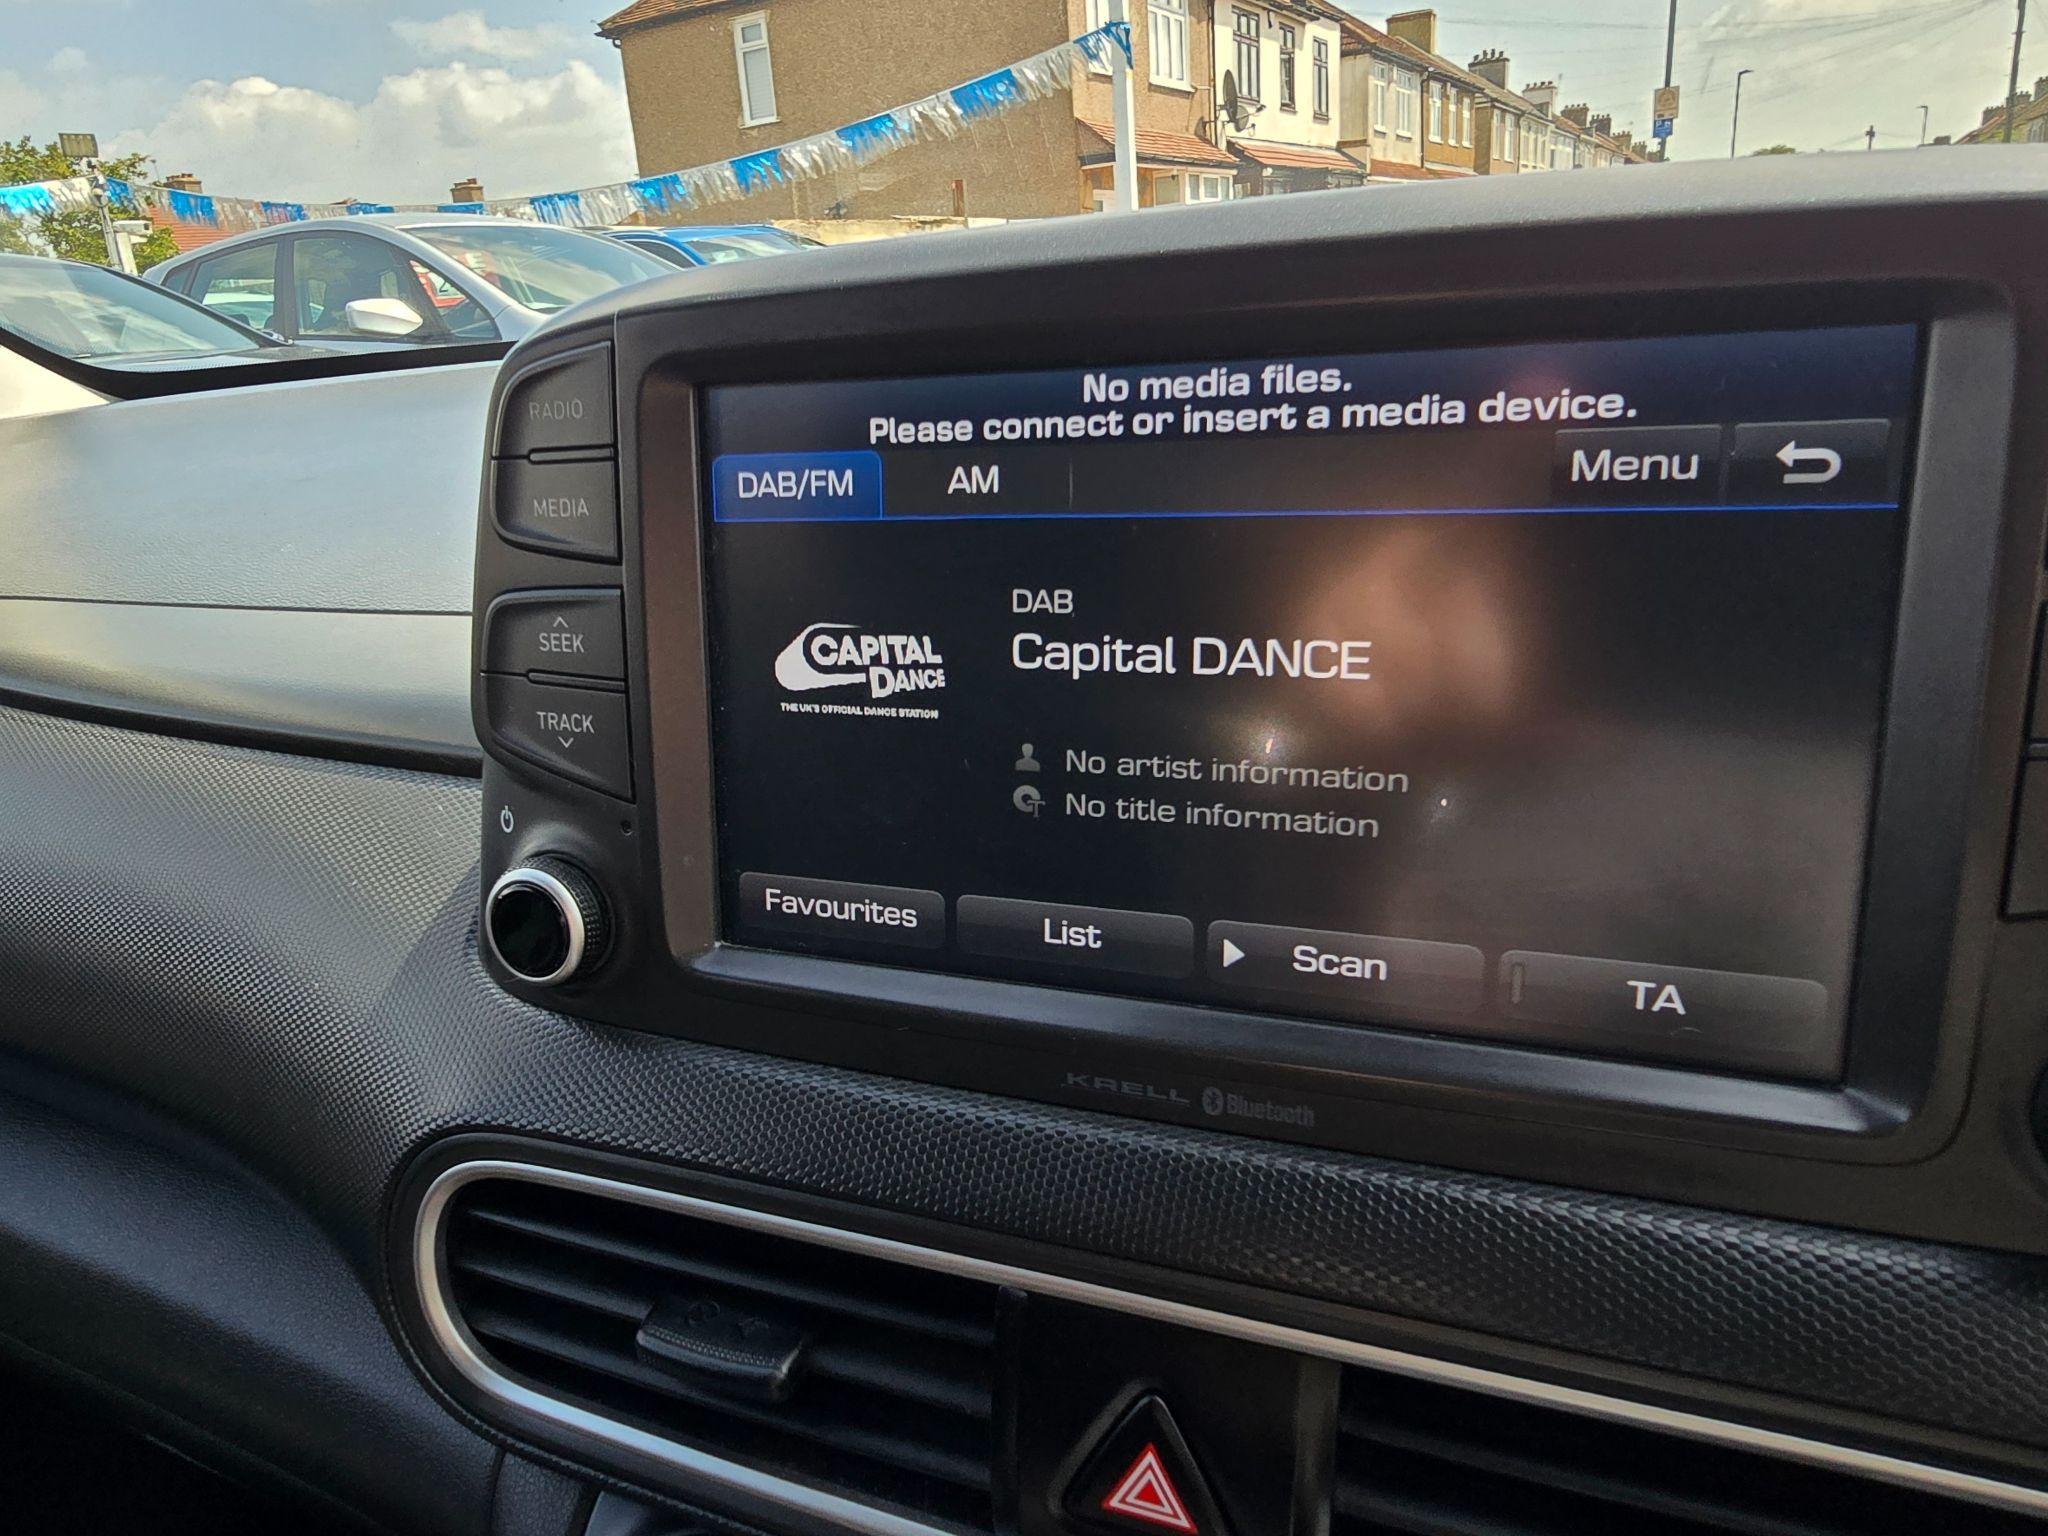 No media files.
Please connect or insert a media device.
DAB/FM
AM
Menu
RADIO
MEDIA
SEEK
TRACK
DAB
Capital DANCE
CAPITAL
DANCE
THE UK'S OFFICIAL DANCE STATION
No artist information
No title information
Favourites
List
Scan
TA
KRELL Bluetooth